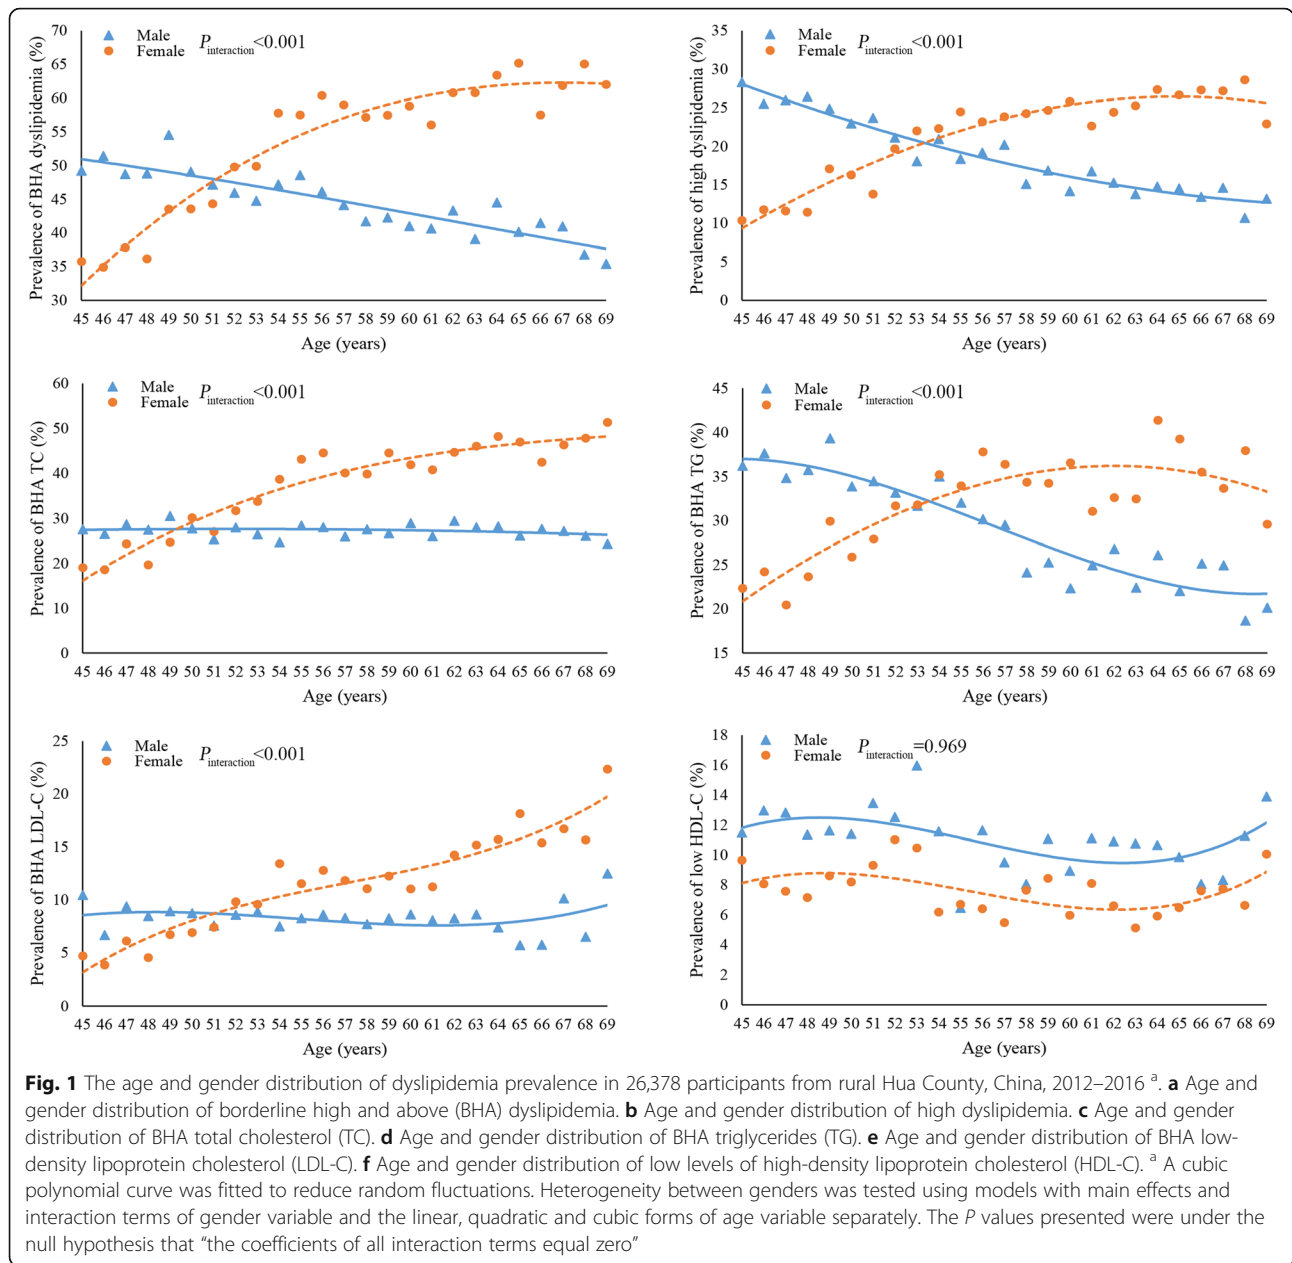 Prevalence of BHA dyslipidemia (%)
70
65
60
55
50
45
40
35
30
Male
Female
Pinteraction<0.001
45 46 47 48 49 50 51 52 53 54 55 56 57 58 59 60 61 62 63 64 65 66 67 68 69
Age (years)
Prevalence of high dyslipidemia (%)
35
30
25
20
15
10
5
0
Male
Female
Pinteraction<0.001
45 46 47 48 49 50 51 52 53 54 55 56 57 58 59 60 61 62 63 64 65 66 67 68 69
Age (years)
Prevalence of BHA TC (%)
60
50
40
30
20
10
0
Male
Female
Pinteraction<0.001
45 46 47 48 49 50 51 52 53 54 55 56 57 58 59 60 61 62 63 64 65 66 67 68 69
Age (years)
Prevalence of BHA TG (%)
45
40
35
30
25
20
15
Male
Female
Pinteraction<0.001
45 46 47 48 49 50 51 52 53 54 55 56 57 58 59 60 61 62 63 64 65 66 67 68 69
Age (years)
Prevalence of BHA LDL-C (%)
25
20
15
10
5
0
Male
Female
Pinteraction<0.001
45 46 47 48 49 50 51 52 53 54 55 56 57 58 59 60 61 62 63 64 65 66 67 68 69
Age (years)
Prevalence of low HDL-C (%)
18
16
14
12
10
8
6
4
2
0
Male
Female
Pinteraction=0.969
45 46 47 48 49 50 51 52 53 54 55 56 57 58 59 60 61 62 63 64 65 66 67 68 69
Age (years)
Fig. 1 The age and gender distribution of dyslipidemia prevalence in 26,378 participants from rural Hua County, China, 2012–2016 a. a Age and
gender distribution of borderline high and above (BHA) dyslipidemia. b Age and gender distribution of high dyslipidemia. c Age and gender
distribution of BHA total cholesterol (TC). d Age and gender distribution of BHA triglycerides (TG). e Age and gender distribution of BHA low-
density lipoprotein cholesterol (LDL-C). f Age and gender distribution of low levels of high-density lipoprotein cholesterol (HDL-C). a A cubic
polynomial curve was fitted to reduce random fluctuations. Heterogeneity between genders was tested using models with main effects and
interaction terms of gender variable and the linear, quadratic and cubic forms of age variable separately. The P values presented were under the
null hypothesis that “the coefficients of all interaction terms equal zero”